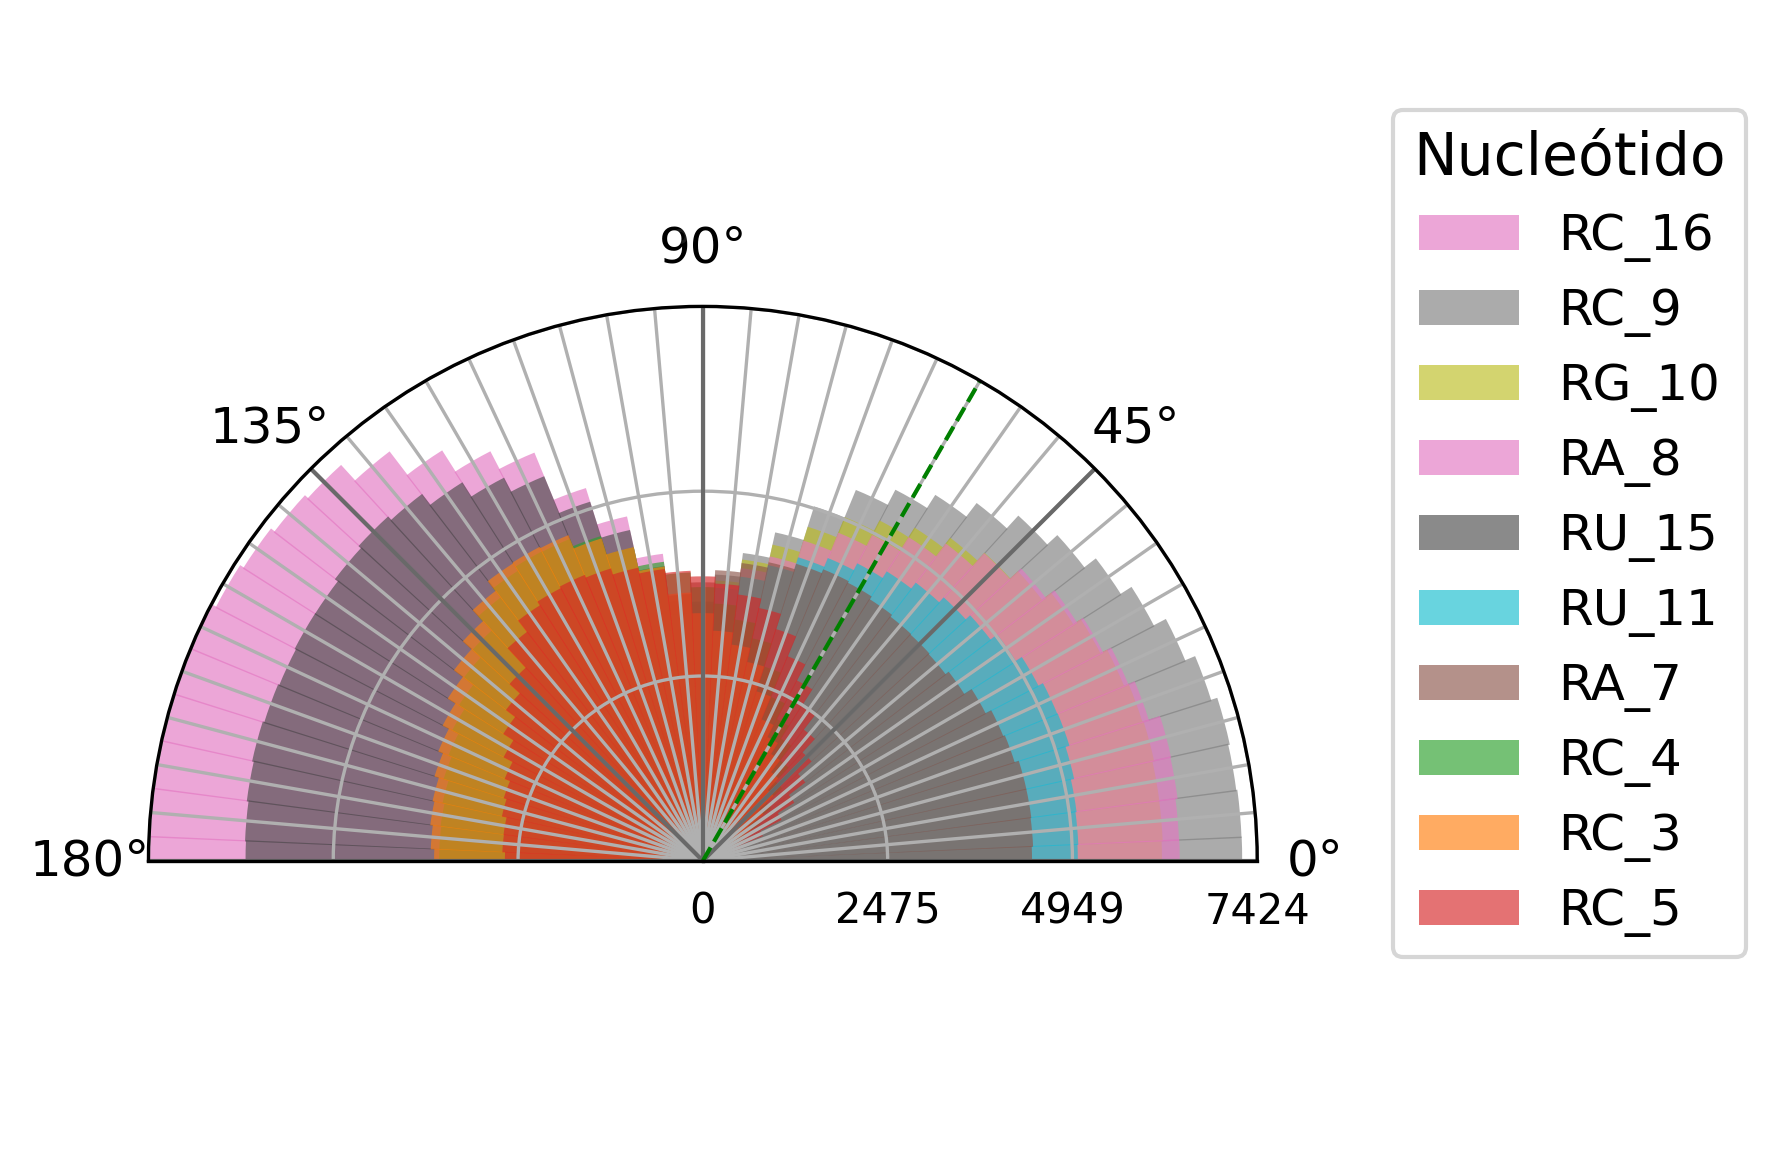 90°
135°
45°
180°
0°
0
2475
4949
7424
Nucleótido
RC_16
RC_9
RG_10
RA_8
RU_15
RU_11
RA_7
RC_4
RC_3
RC_5